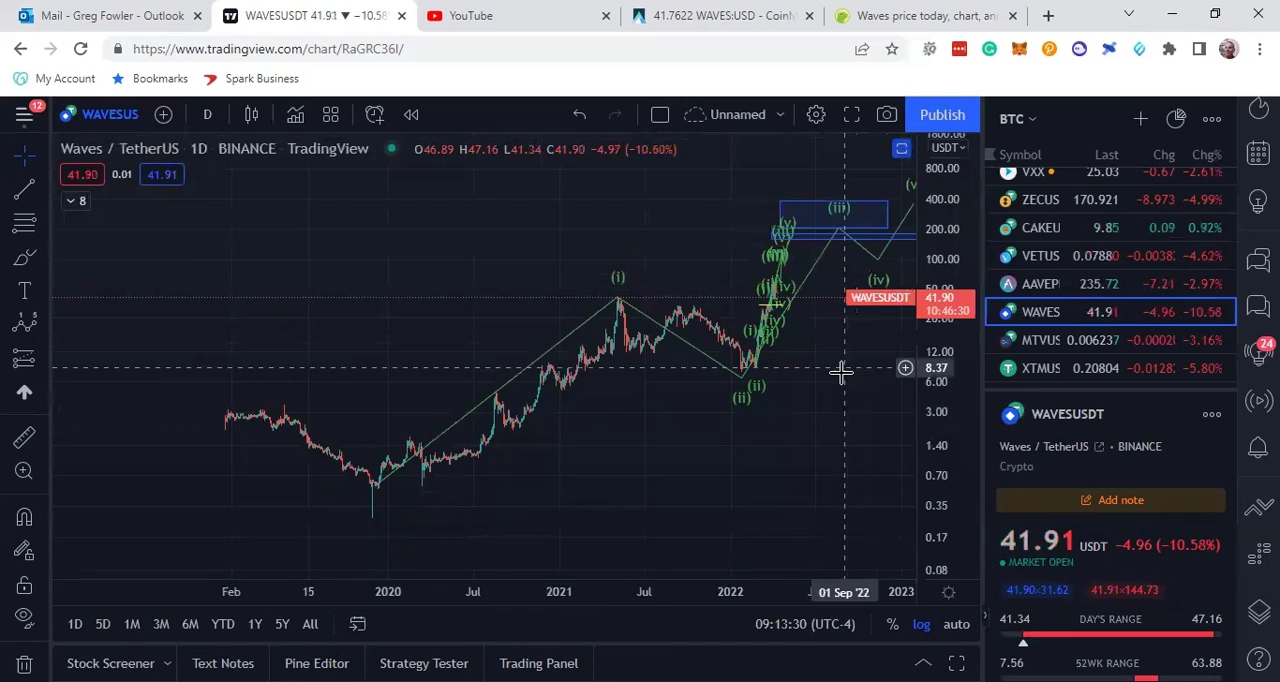 Mail - Greg Fowler - Outlook
WAVESUSDT 41.91 ▼ −10.58
YouTube
41.7622 WAVES:USD - CoinM
Waves price today, chart, an
https://www.tradingview.com/chart/RaGRC36I/
My Account
Bookmarks
Spark Business
12
WAVESUS
D
Unnamed
Publish
BTC
Waves / TetherUS · 1D · BINANCE · TradingView
O46.89 H47.16 L41.34 C41.90 −4.97 (−10.60%)
USDT
41.90 0.01 41.91
8
1800.00
800.00
400.00
200.00
100.00
50.00
12.00
6.00
3.00
1.40
0.70
0.35
0.17
0.08
WAVESUSDT 41.90
10:46:30
8.37
(i)
(ii)
(ii)
(i)
(iii)
(iv)
(v)
Feb
15
2020
Jul
2021
Jul
2022
01 Sep '22
2023
1D 5D 1M 3M 6M YTD 1Y 5Y All
09:13:30 (UTC-4)
%
log
auto
Stock Screener
Text Notes
Pine Editor
Strategy Tester
Trading Panel
Symbol Last Chg Chg%
VXX 25.03 −0.67 −2.61%
ZECUS 170.921 −8.973 −4.99%
CAKEU 9.85 0.09 0.92%
VETUS 0.07880 −0.0038 −4.62%
AAVEP 235.72 −7.21 −2.97%
WAVES 41.91 −4.96 −10.58
MTVUS 0.006237 −0.0002 −3.16%
XTMUS 0.20804 −0.0128 −5.80%
24
WAVESUSDT
Waves / TetherUS · BINANCE
Crypto
Add note
41.91 USDT −4.96 (−10.58%)
MARKET OPEN
41.90×31.62 41.91×144.73
41.34 DAY'S RANGE 47.16
7.56 52WK RANGE 63.88